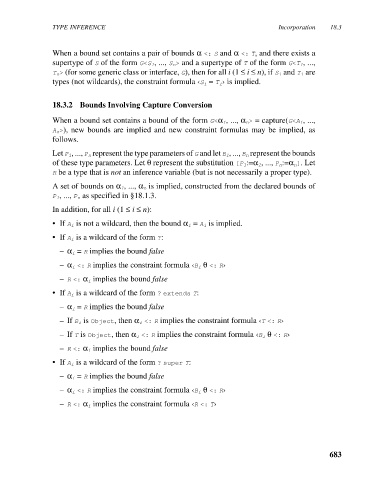 TYPE INFERENCE Incorporation 18.3
When a bound set contains a pair of bounds α <: S and α <: T, and there exists a
supertype of S of the form G<S₁, ..., Sₙ> and a supertype of T of the form G<T₁, ...,
Tₙ> (for some generic class or interface, G), then for all i (1 ≤ i ≤ n), if Sᵢ and Tᵢ are
types (not wildcards), the constraint formula ‹Sᵢ = Tᵢ› is implied.
18.3.2 Bounds Involving Capture Conversion
When a bound set contains a bound of the form G<α₁, ..., αₙ> = capture(G<A₁, ...,
Aₙ>), new bounds are implied and new constraint formulas may be implied, as
follows.
Let P₁, ..., Pₙ represent the type parameters of G and let B₁, ..., Bₙ represent the bounds
of these type parameters. Let θ represent the substitution [P₁:=α₁, ..., Pₙ:=αₙ]. Let
R be a type that is not an inference variable (but is not necessarily a proper type).
A set of bounds on α₁, ..., αₙ is implied, constructed from the declared bounds of
P₁, ..., Pₙ as specified in §18.1.3.
In addition, for all i (1 ≤ i ≤ n):
• If Aᵢ is not a wildcard, then the bound αᵢ = Aᵢ is implied.
• If Aᵢ is a wildcard of the form ?:
– αᵢ = R implies the bound false
– αᵢ <: R implies the constraint formula ‹Bᵢ θ <: R›
– R <: αᵢ implies the bound false
• If Aᵢ is a wildcard of the form ? extends T:
– αᵢ = R implies the bound false
– If Bᵢ is Object, then αᵢ <: R implies the constraint formula ‹T <: R›
– If T is Object, then αᵢ <: R implies the constraint formula ‹Bᵢ θ <: R›
– R <: αᵢ implies the bound false
• If Aᵢ is a wildcard of the form ? super T:
– αᵢ = R implies the bound false
– αᵢ <: R implies the constraint formula ‹Bᵢ θ <: R›
– R <: αᵢ implies the constraint formula ‹R <: T›
683